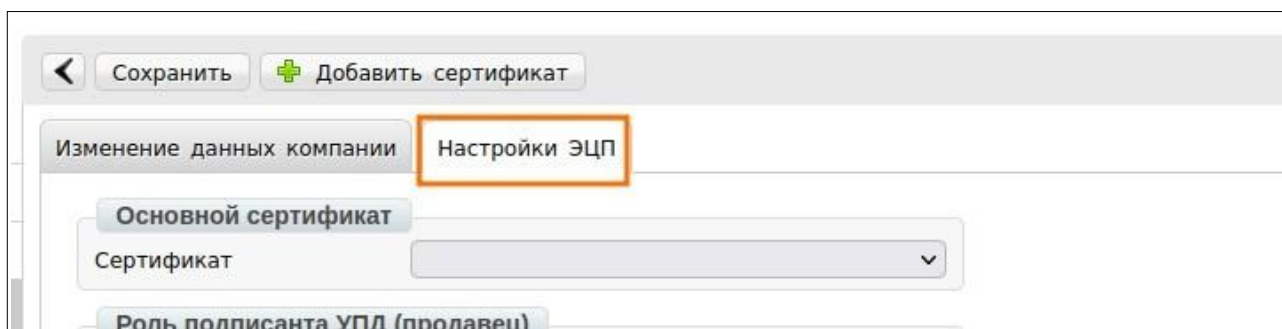 Сохранить Добавить сертификат
Изменение данных компании Настройки ЭЦП
Основной сертификат
Сертификат
Роль подписанта УПД (продавец)